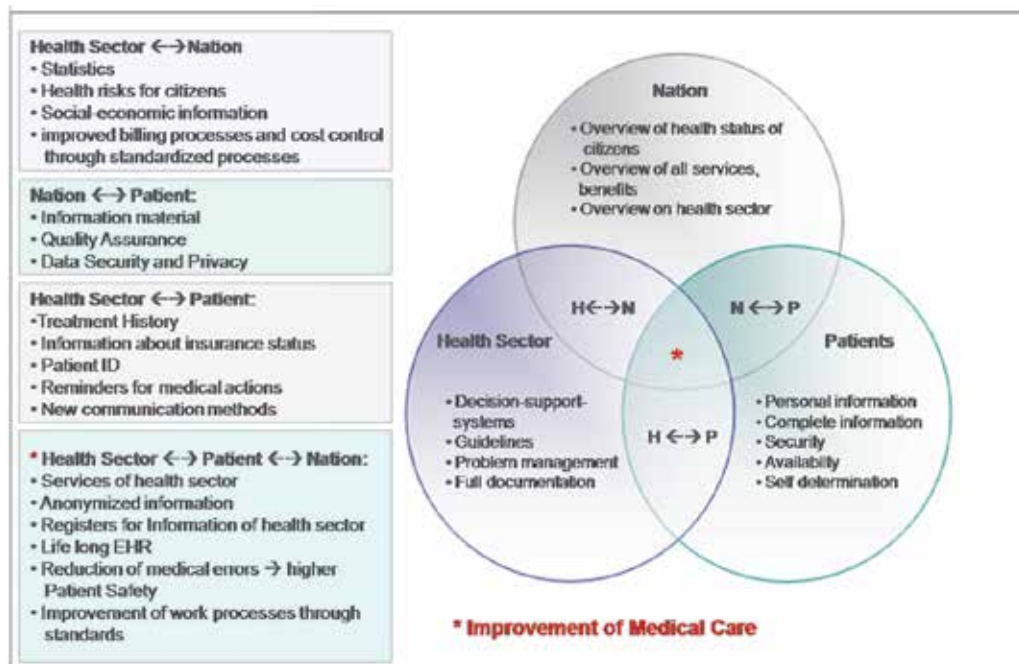 Health Sector ←→Nation
• Statistics
• Health risks for citizens
• Social-economic information
• improved billing processes and cost control
through standardized processes
Nation ←→ Patient:
• Information material
• Quality Assurance
• Data Security and Privacy
Health Sector ←→ Patient:
•Treatment History
• Information about insurance status
• Patient ID
• Reminders for medical actions
• New communication methods
* Health Sector ←→ Patient ←→ Nation:
• Services of health sector
• Anonymized information
• Registers for Information of health sector
• Life long EHR
• Reduction of medical errors → higher
Patient Safety
• Improvement of work processes through
standards
Nation
• Overview of health status of
citizens
• Overview of all services,
benefits
• Overview on health sector
H←→N
N ←→ P
Health Sector
*
Patients
• Decision-support-
systems
• Guidelines
• Problem management
• Full documentation
H ←→ P
• Personal information
• Complete information
• Security
• Availability
• Self determination
* Improvement of Medical Care